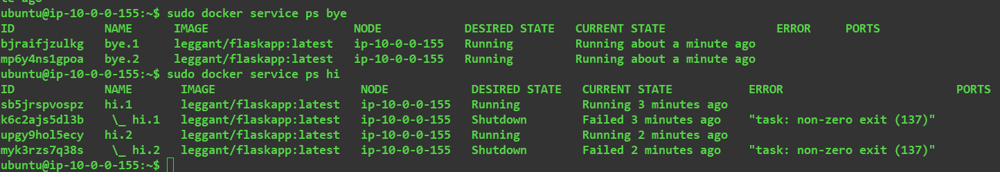 ubuntu@ip-10-0-0-155:~$ sudo docker service ps bye
ID NAME IMAGE NODE DESIRED STATE CURRENT STATE ERROR PORTS
bjraifjzulkg bye.1 leggant/flaskapp:latest ip-10-0-0-155 Running Running about a minute ago
mp6y4ns1gpoa bye.2 leggant/flaskapp:latest ip-10-0-0-155 Running Running about a minute ago
ubuntu@ip-10-0-0-155:~$ sudo docker service ps hi
ID NAME IMAGE NODE DESIRED STATE CURRENT STATE ERROR PORTS
sb5jrspvospz hi.1 leggant/flaskapp:latest ip-10-0-0-155 Running Running 3 minutes ago
k6c2ajs5dl3b \_ hi.1 leggant/flaskapp:latest ip-10-0-0-155 Shutdown Failed 3 minutes ago "task: non-zero exit (137)"
upgy9hol5ecy hi.2 leggant/flaskapp:latest ip-10-0-0-155 Running Running 2 minutes ago
myk3rzs7q38s \_ hi.2 leggant/flaskapp:latest ip-10-0-0-155 Shutdown Failed 2 minutes ago "task: non-zero exit (137)"
ubuntu@ip-10-0-0-155:~$